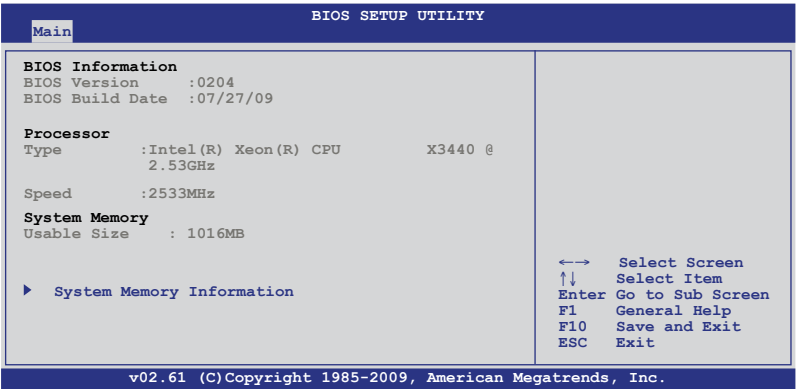 BIOS SETUP UTILITY
Main
BIOS Information
BIOS Version :0204
BIOS Build Date :07/27/09
Processor
Type :Intel(R) Xeon(R) CPU X3440 @
2.53GHz
Speed :2533MHz
System Memory
Usable Size : 1016MB
System Memory Information
←→ Select Screen
↑↓ Select Item
Enter Go to Sub Screen
F1 General Help
F10 Save and Exit
ESC Exit
v02.61 (C)Copyright 1985-2009, American Megatrends, Inc.